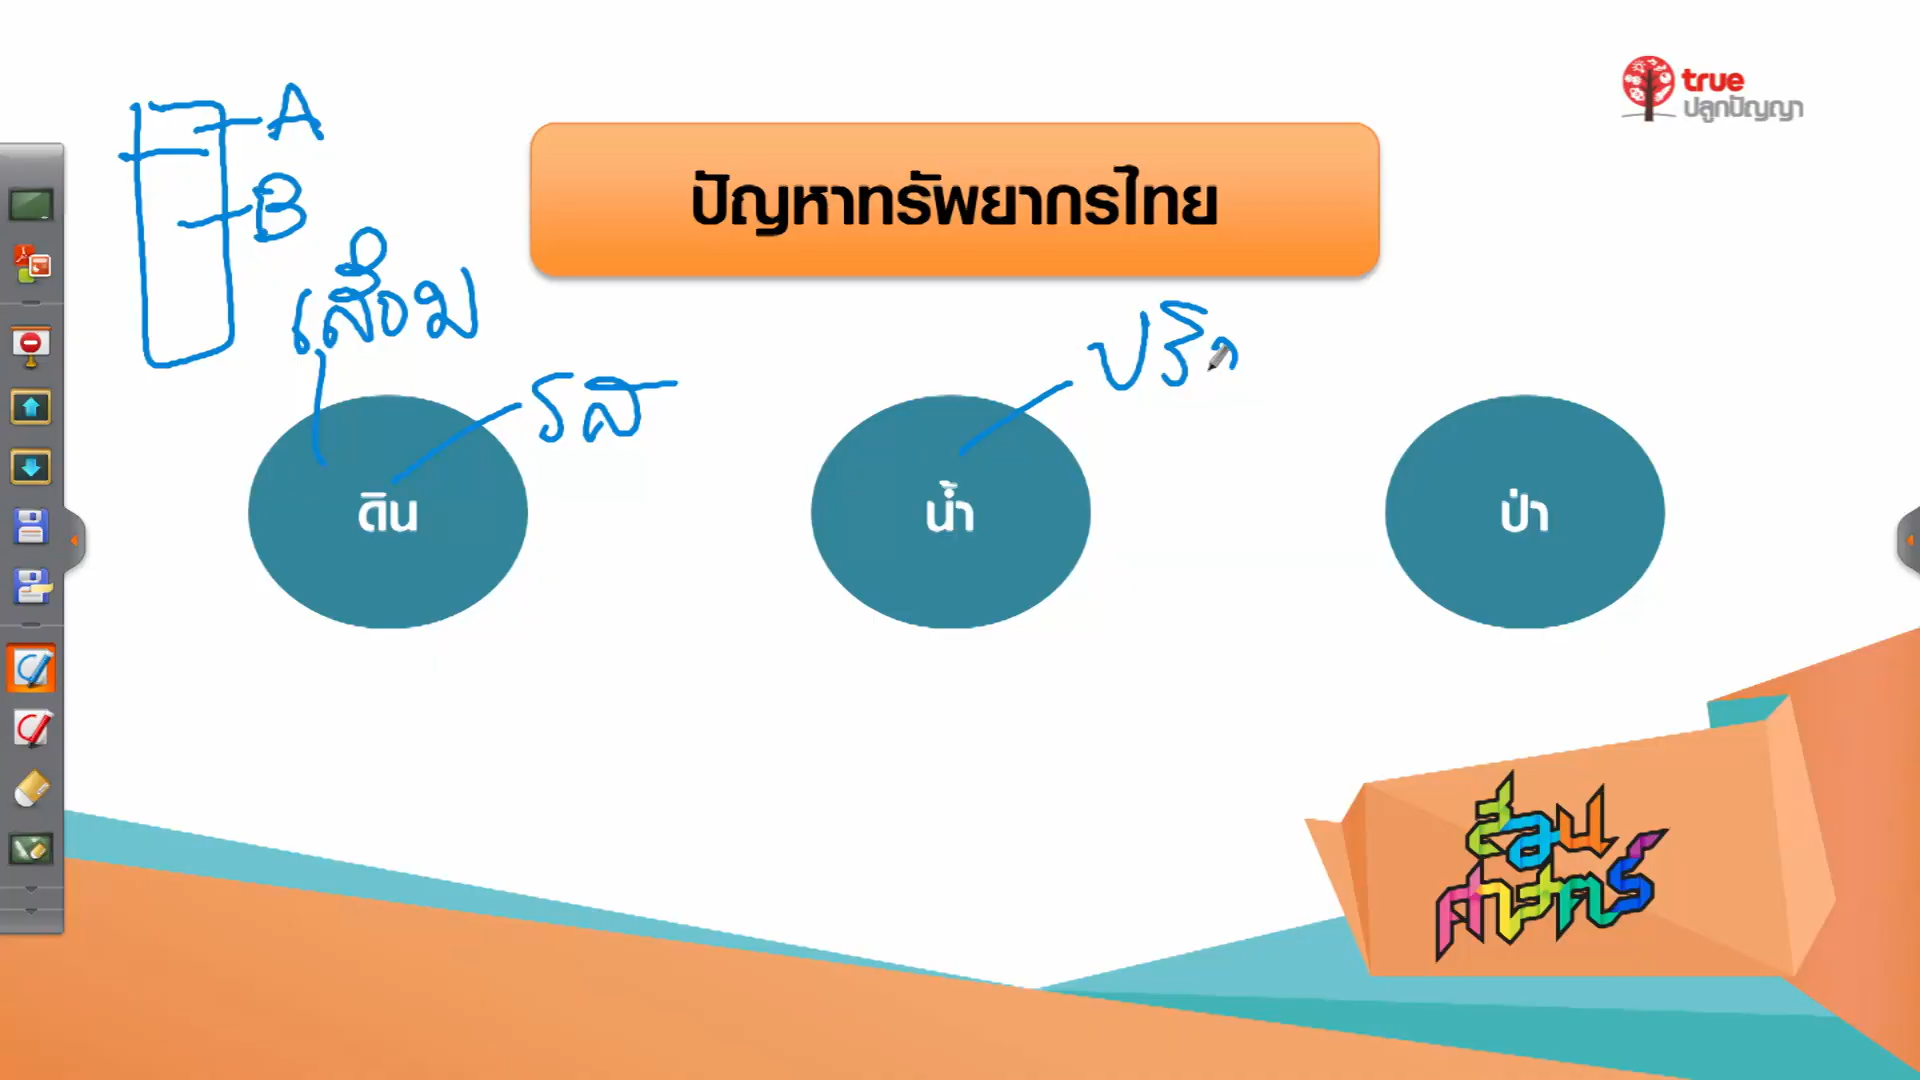 true
ปลูกปัญญา
A
ปัญหาทรัพยากรไทย
B
เสื่อม
รส
ดิน
น้ำ
ป่า
สอน
ศาสตร์